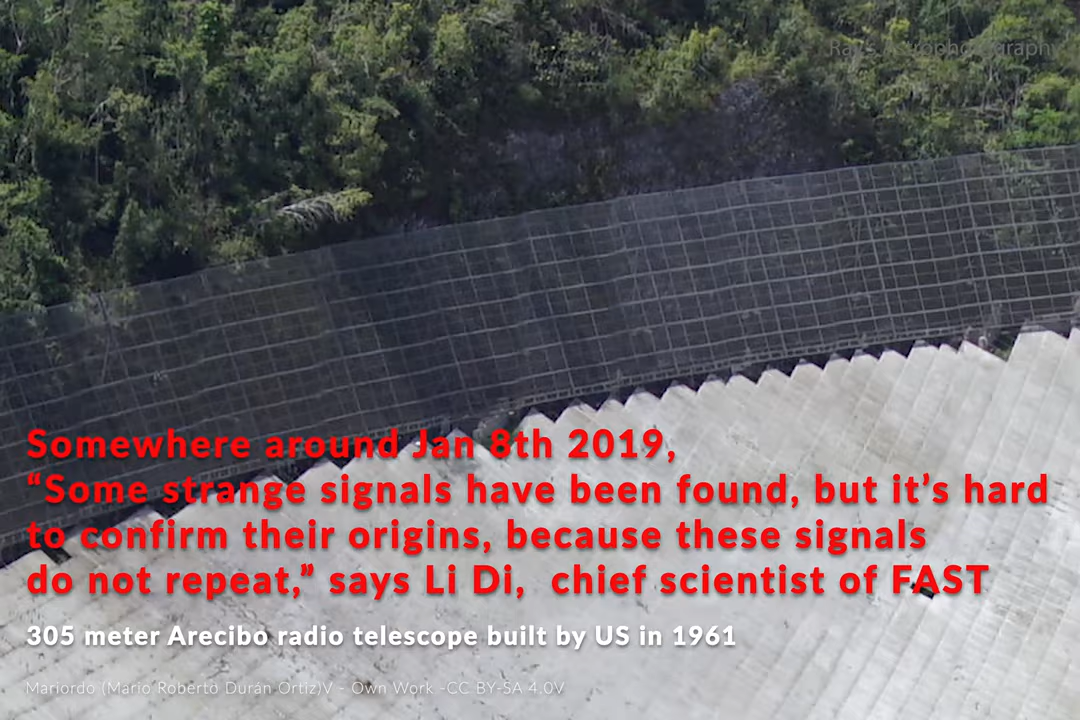 Ray's Astrophotography
Somewhere around Jan 8th 2019,
“Some strange signals have been found, but it’s hard
to confirm their origins, because these signals
do not repeat,” says Li Di, chief scientist of FAST
305 meter Arecibo radio telescope built by US in 1961
Mariordo (Mario Roberto Durán Ortiz)V - Own Work -CC BY-SA 4.0V